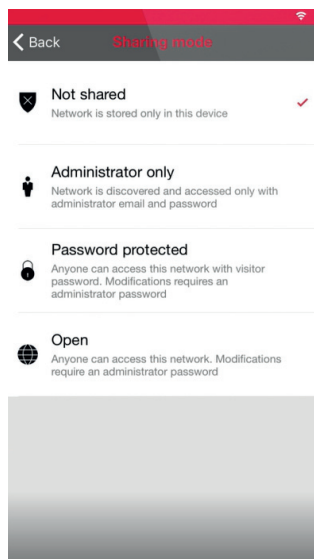 Back Sharing mode
Not shared
Network is stored only in this device
Administrator only
Network is discovered and accessed only with
administrator email and password
Password protected
Anyone can access this network with visitor
password. Modifications requires an
administrator password
Open
Anyone can access this network. Modifications
require an administrator password